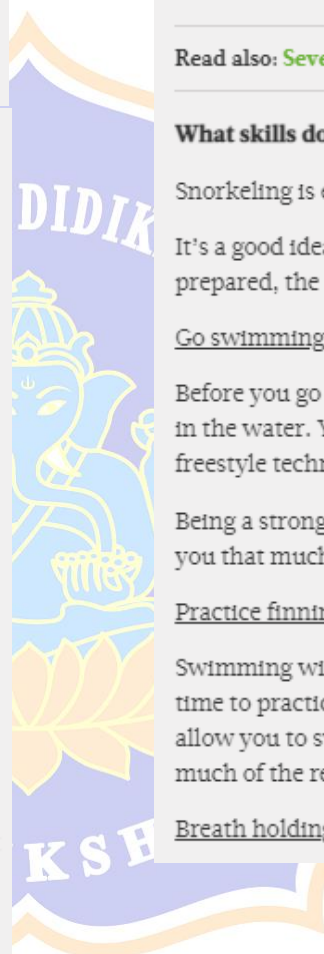 Read also: Seve
What skills do
Snorkeling is
It's a good idea
prepared, the
Go swimming
Before you go
in the water. Y
freestyle techn
Being a strong
you that much
Practice finnin
Swimming wi
time to practic
allow you to s
much of the re
Breath holding
DIDIK
KSH